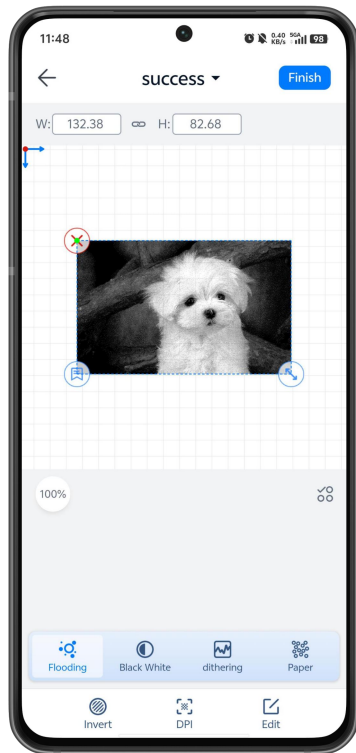 11:48
0.40 KB/s
5GA
98
success
Finish
W: 132.38
H: 82.68
100%
Flooding
Black White
dithering
Paper
Invert
DPI
Edit